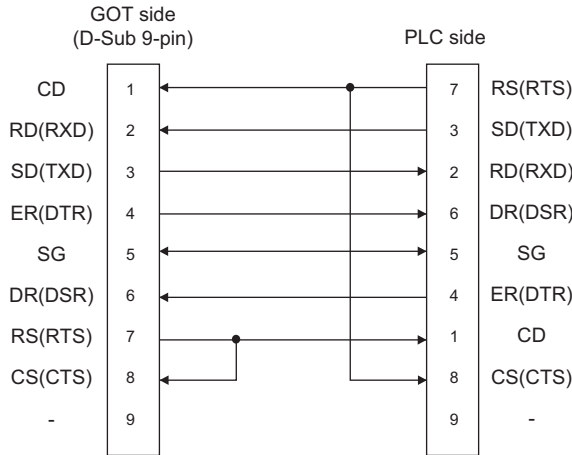 GOT side
(D-Sub 9-pin) PLC side
CD 1 7 RS(RTS)
RD(RXD) 2 3 SD(TXD)
SD(TXD) 3 2 RD(RXD)
ER(DTR) 4 6 DR(DSR)
SG 5 5 SG
DR(DSR) 6 4 ER(DTR)
RS(RTS) 7 1 CD
CS(CTS) 8 8 CS(CTS)
- 9 9 -